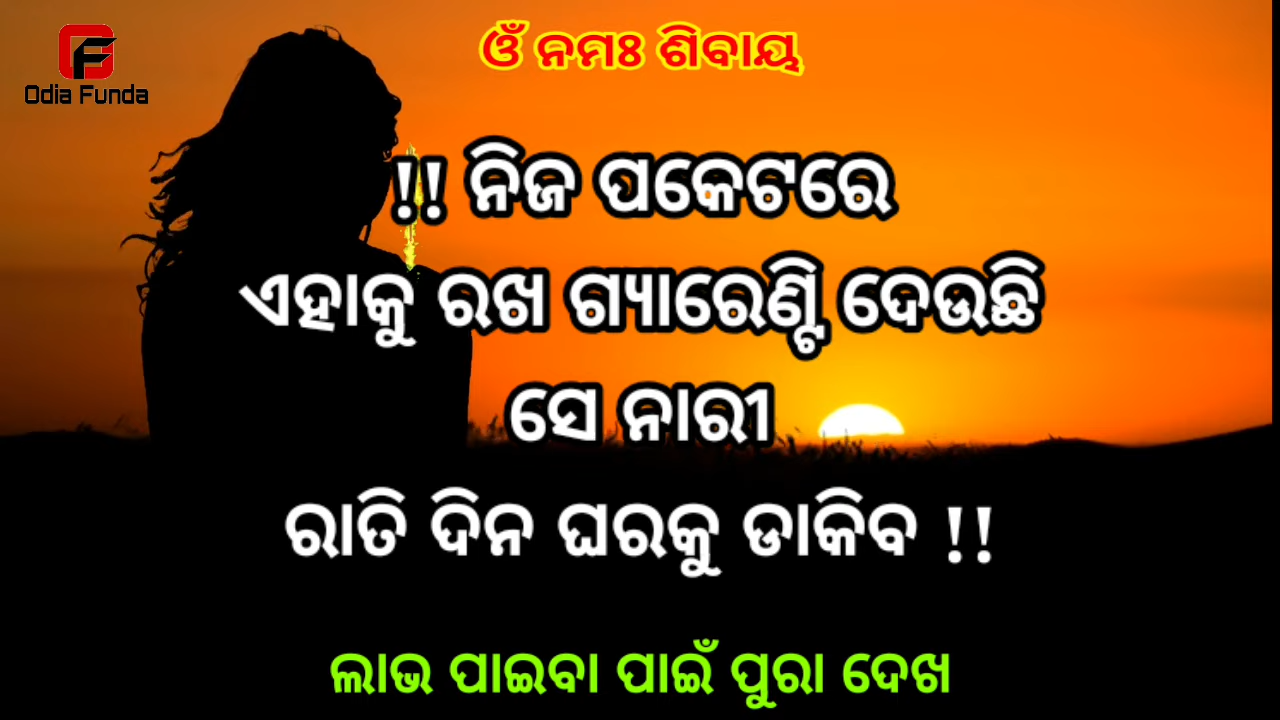 Odia Funda
ଓଁ ନମଃ ଶିବାୟ
!! ନିଜ ପକେଟରେ
ଏହାକୁ ରଖ ଗ୍ୟାରେଣ୍ଟି ଦେଉଛି
ସେ ନାରୀ
ରାତି ଦିନ ଘରକୁ ଡାକିବ !!
ଲାଭ ପାଇବା ପାଇଁ ପୁରା ଦେଖ